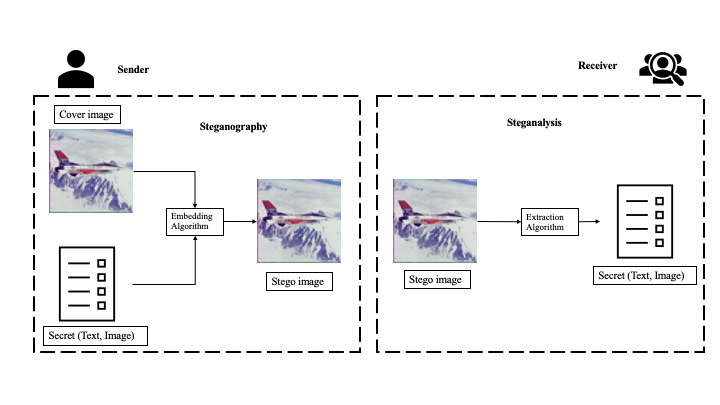 Sender
Receiver
Cover image
Steganography
Steganalysis
Embedding
Algorithm
Extraction
Algorithm
Stego image
Stego image
Secret (Text, Image)
Secret (Text, Image)